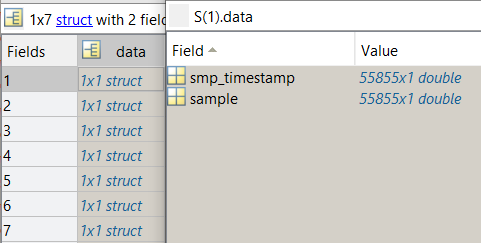 1x7 struct with 2 fiel
Fields data
1 1x1 struct
2 1x1 struct
3 1x1 struct
4 1x1 struct
5 1x1 struct
6 1x1 struct
7 1x1 struct
S(1).data
Field Value
smp_timestamp 55855x1 double
sample 55855x1 double